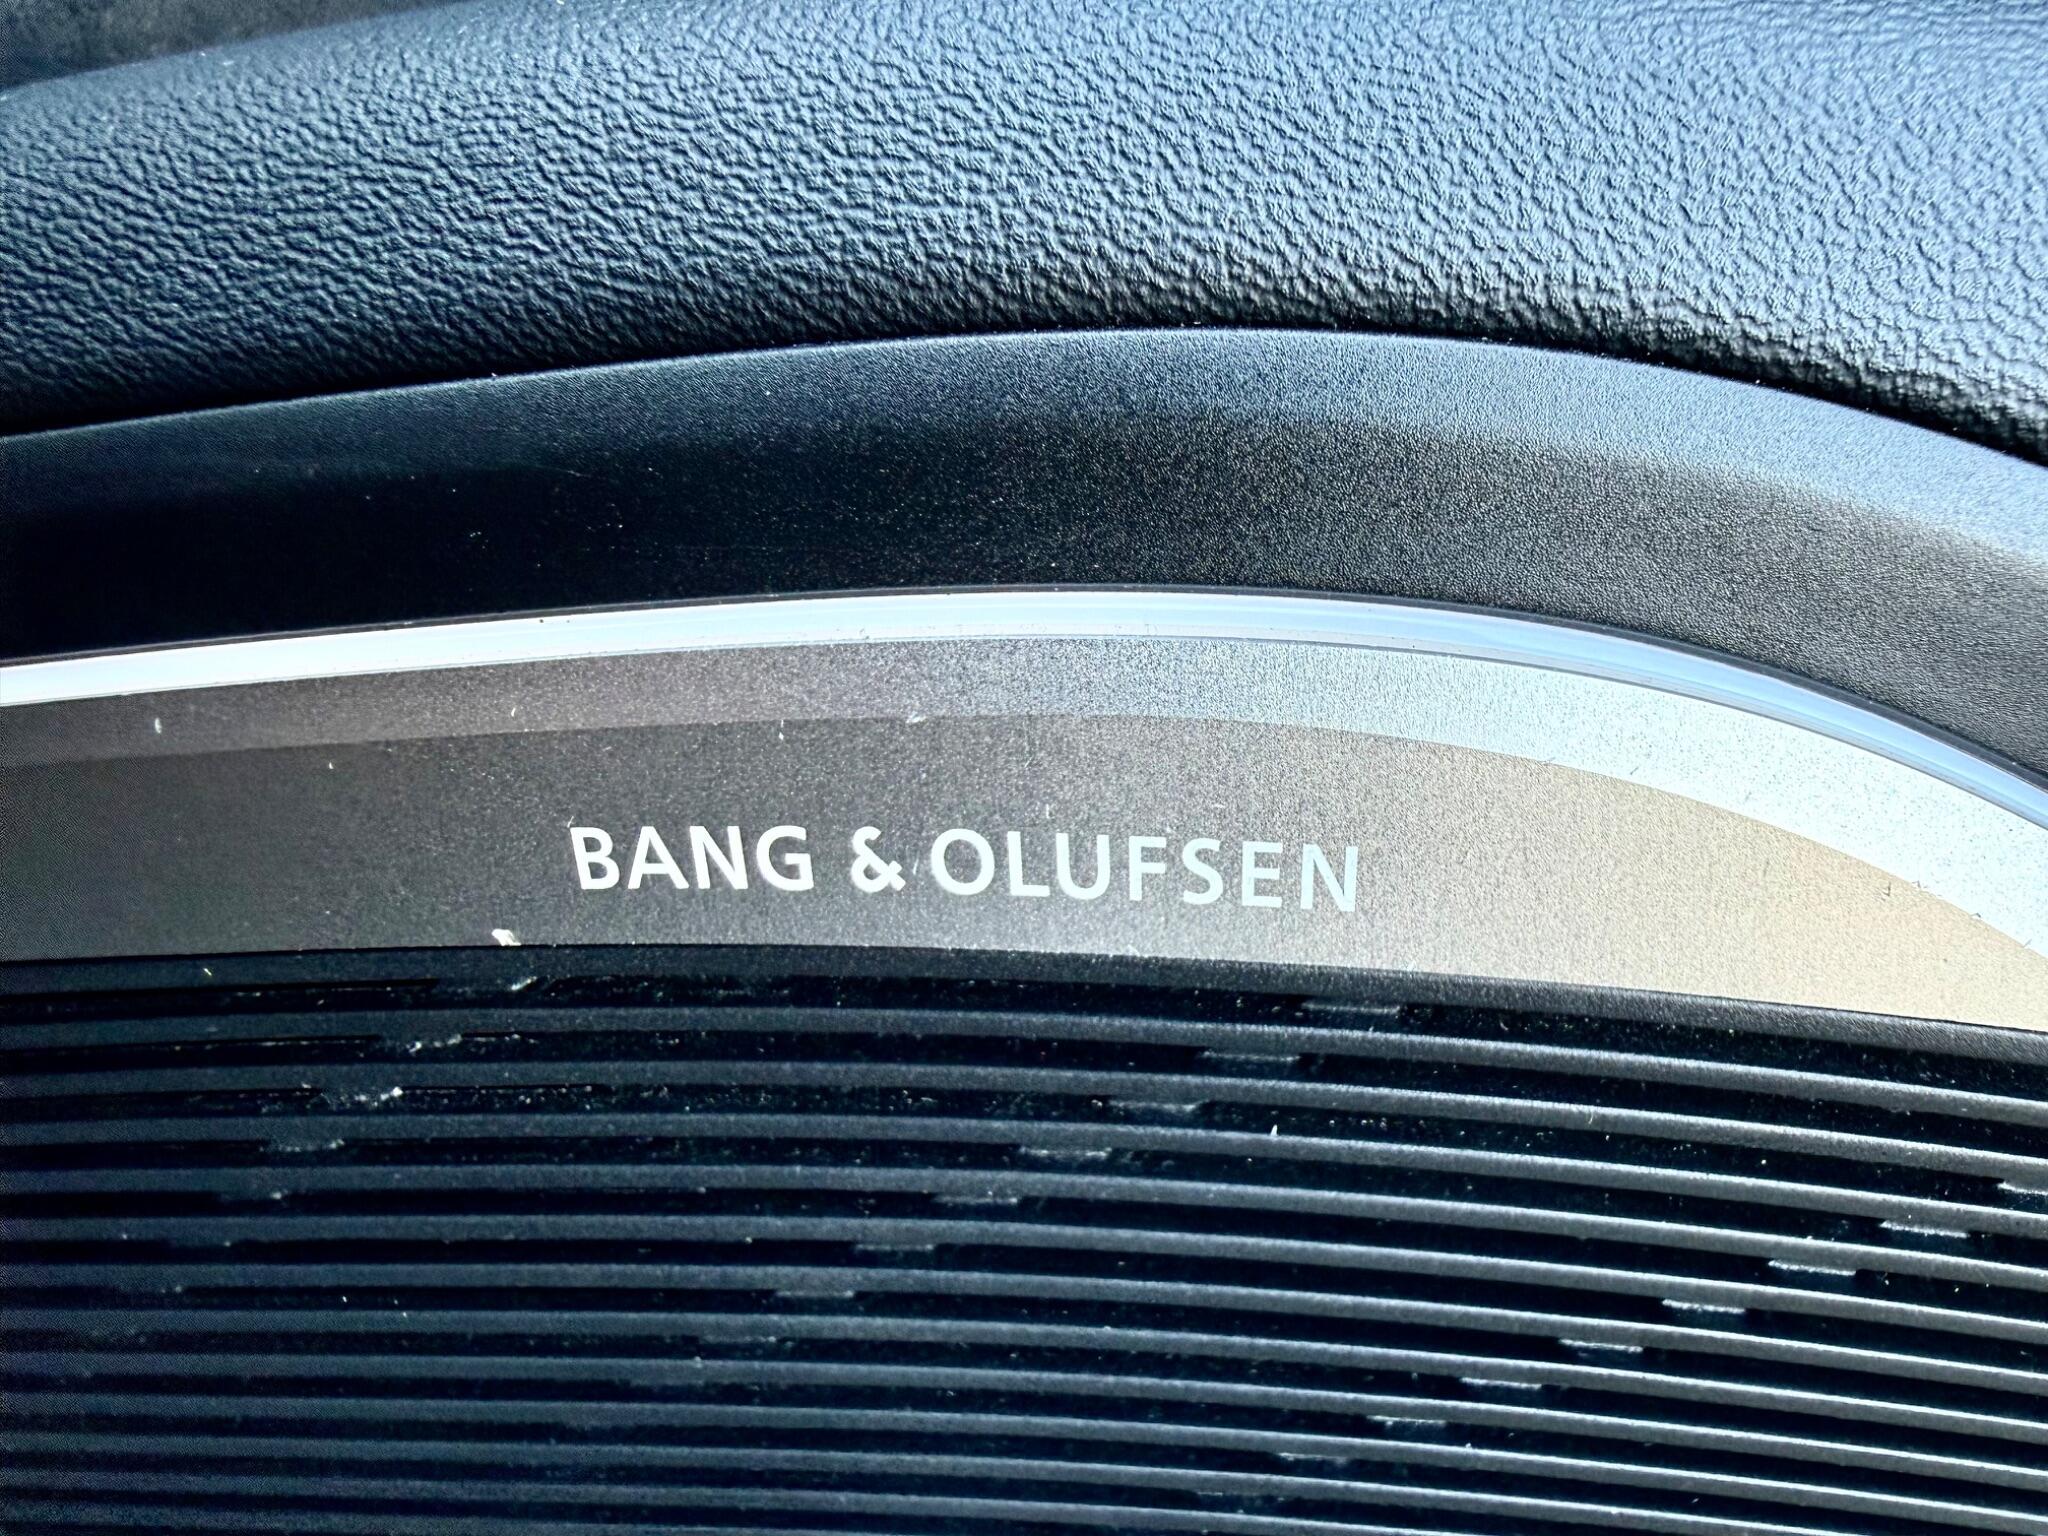 BANG & OLUFSEN